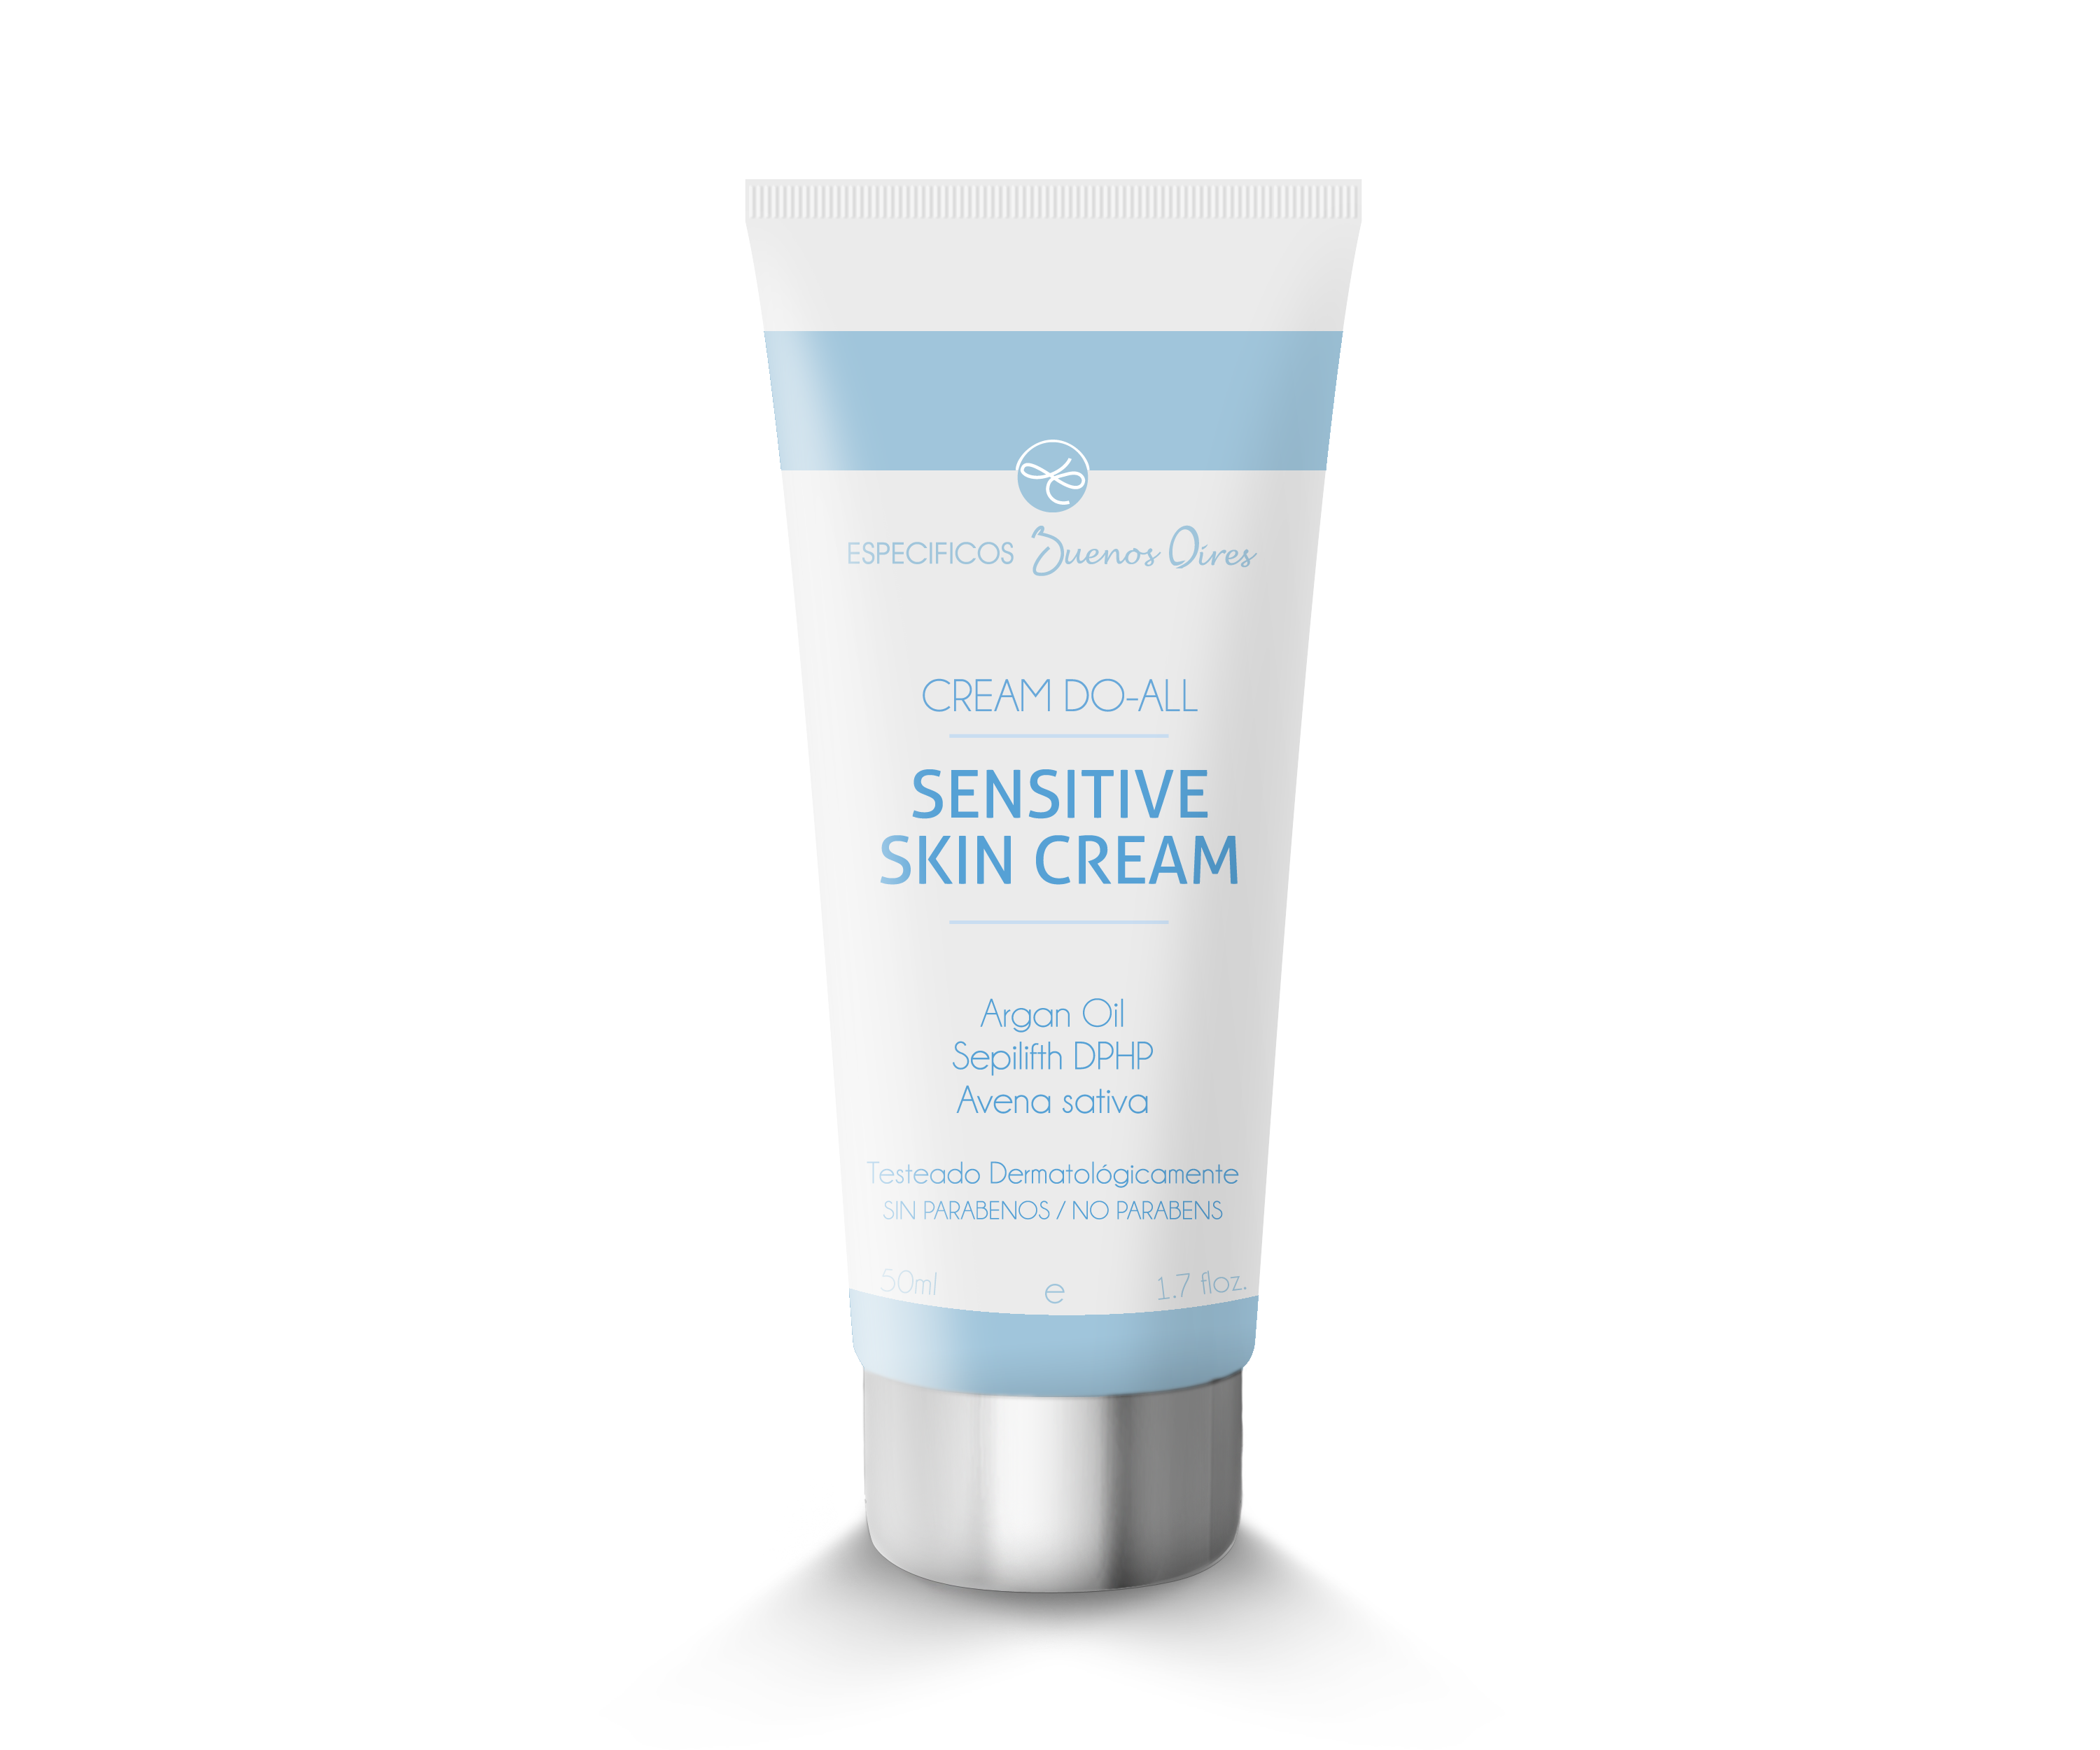 ESPECIFICOS Buenos Aires
CREAM DO-ALL
SENSITIVE
SKIN CREAM
Argan Oil
Sepilifth DPHP
Avena sativa
Testeado Dermatológicamente
SIN PARABENOS / NO PARABENS
50ml e 1.7 floz.